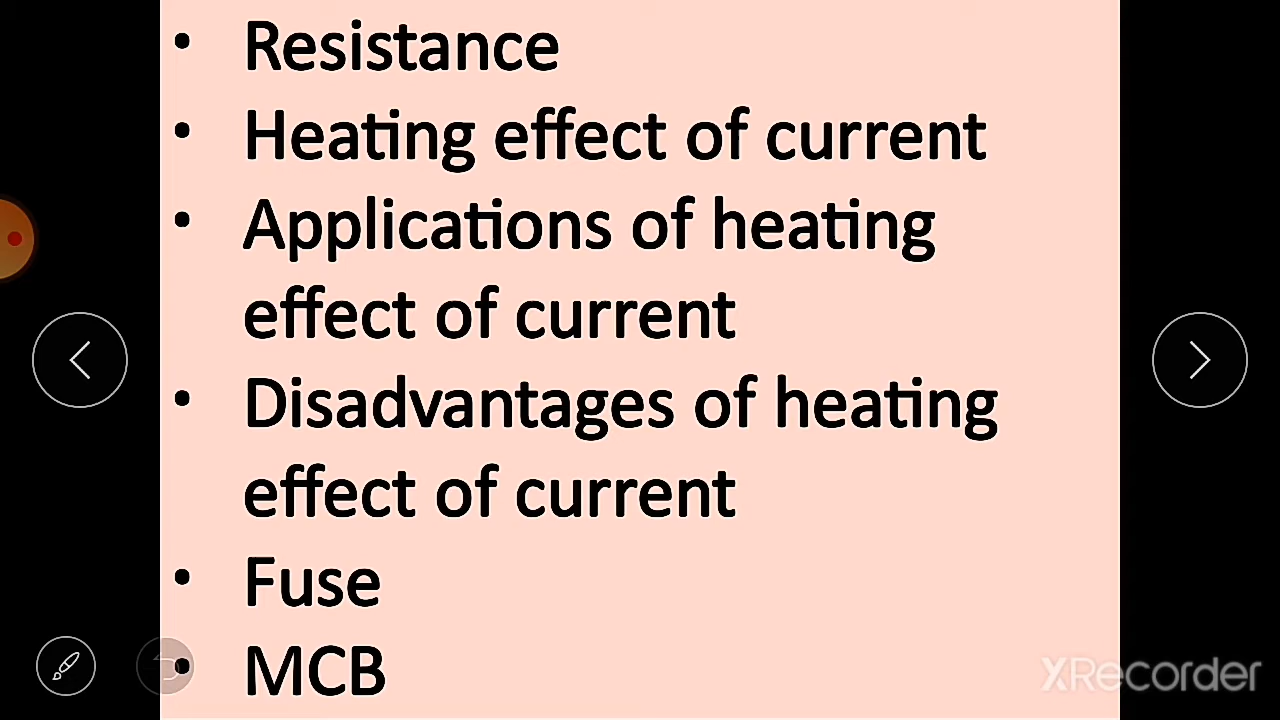 • Resistance
• Heating effect of current
• Applications of heating
effect of current
• Disadvantages of heating
effect of current
• Fuse
• MCB
XRecorder